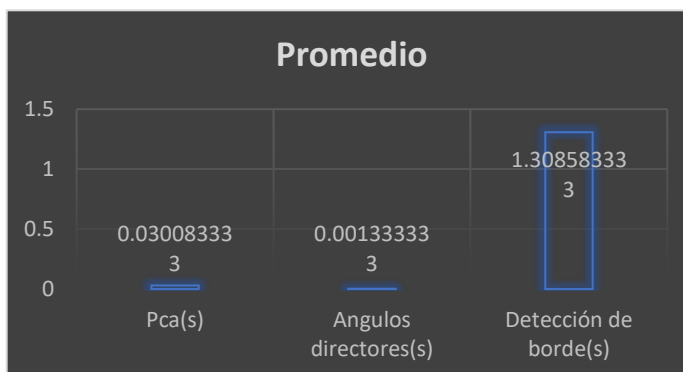 Promedio
1.5
1
0.5
0
0.03008333
3
0.00133333
3
1.30858333
3
Pca(s)
Angulos
directores(s)
Detección de
borde(s)